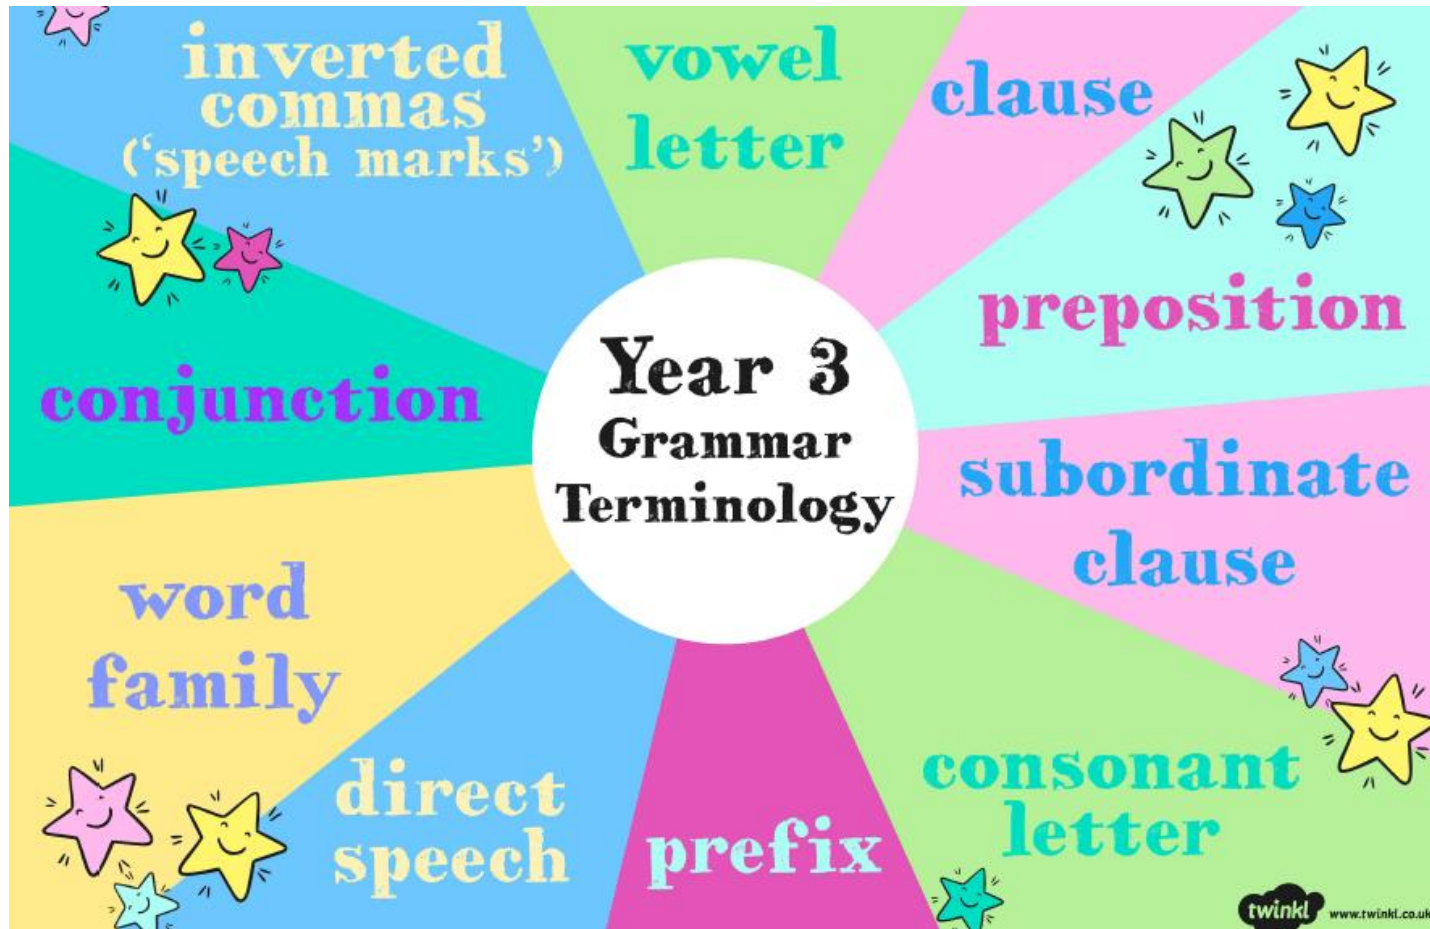 inverted
commas
(‘speech marks’)
vowel
letter
clause
preposition
conjunction
Year 3
Grammar
Terminology
subordinate
clause
word
family
direct
speech
prefix
consonant
letter
twinkl
www.twinkl.co.uk